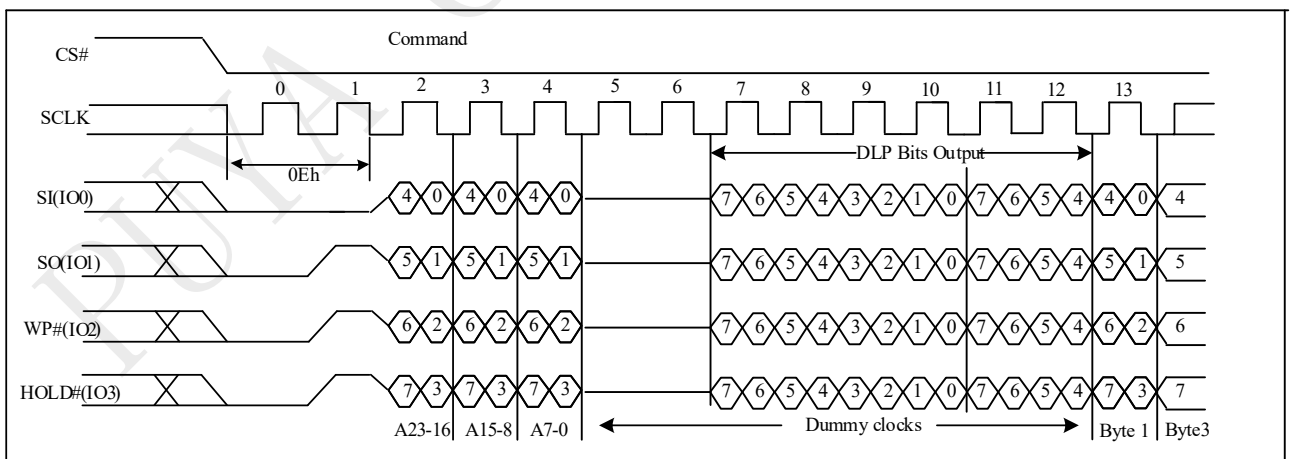 Command
CS#
0 1 2 3 4 5 6 7 8 9 10 11 12 13
SCLK
0Eh
DLP Bits Output
SI(IO0) 4 0 4 0 4 0 7 6 5 4 3 2 1 0 7 6 5 4 4 0 4
SO(IO1) 5 1 5 1 5 1 7 6 5 4 3 2 1 0 7 6 5 4 5 1 5
WP#(IO2) 6 2 6 2 6 2 7 6 5 4 3 2 1 0 7 6 5 4 6 2 6
HOLD#(IO3) 7 3 7 3 7 3 7 6 5 4 3 2 1 0 7 6 5 4 7 3 7
A23-16 A15-8 A7-0 Dummy clocks Byte 1 Byte3
PUYA